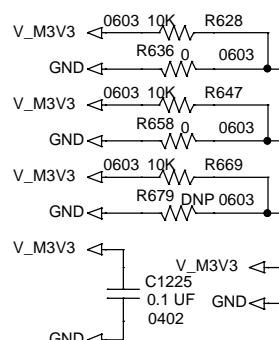 0603 10K R628
V_M3V3
R636 0 0603
GND
0603 10K R647
V_M3V3
R658 0 0603
GND
0603 10K R669
V_M3V3
R679 DNP 0603
GND
V_M3V3
V_M3V3
C1225
0.1 UF
GND
0402
GND